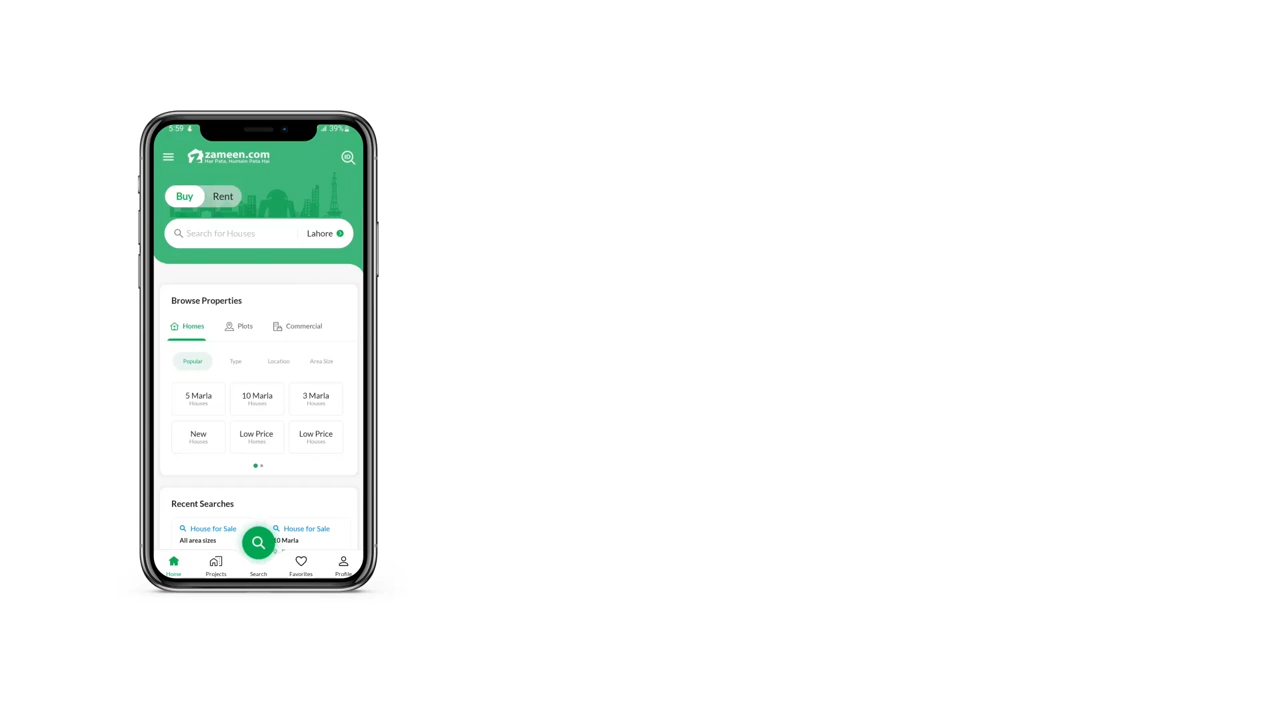 5:59 39%
zameen.com
Har Pata, Humain Pata Hai
ID
Buy Rent
Search for Houses Lahore
Browse Properties
Homes Plots Commercial
Popular Type Location Area Size
5 Marla 10 Marla 3 Marla
Houses Houses Houses
New Low Price Low Price
Houses Homes Houses
Recent Searches
House for Sale House for Sale
All area sizes 10 Marla
Home Projects Search Favorites Profile